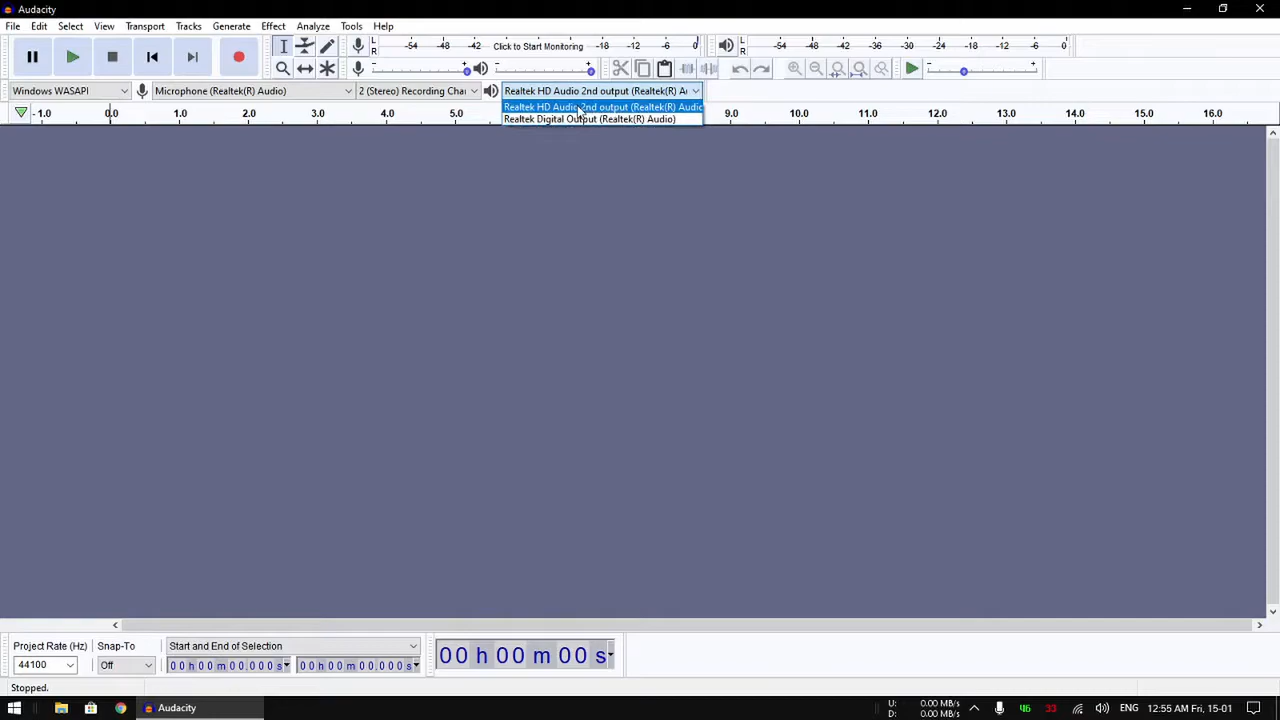 Audacity
File Edit Select View Transport Tracks Generate Effect Analyze Tools Help
L R -54 -48 -42 Click to Start Monitoring -18 -12 -6 0 L R -54 -48 -42 -36 -30 -24 -18 -12 -6 0
Windows WASAPI Microphone (Realtek(R) Audio) 2 (Stereo) Recording Char Realtek HD Audio 2nd output (Realtek(R) Au
Realtek HD Audio 2nd output (Realtek(R) Audio
Realtek Digital Output (Realtek(R) Audio)
-1.0 0.0 1.0 2.0 3.0 4.0 5.0 9.0 10.0 11.0 12.0 13.0 14.0 15.0 16.0
Project Rate (Hz) Snap-To Start and End of Selection
44100 Off 00 h 00 m 00.000 s 00 h 00 m 00.000 s
00 h 00 m 00 s
Stopped.
Audacity
U: 0.00 MB/s
D: 0.00 MB/s
46 33 ENG 12:55 AM Fri, 15-01